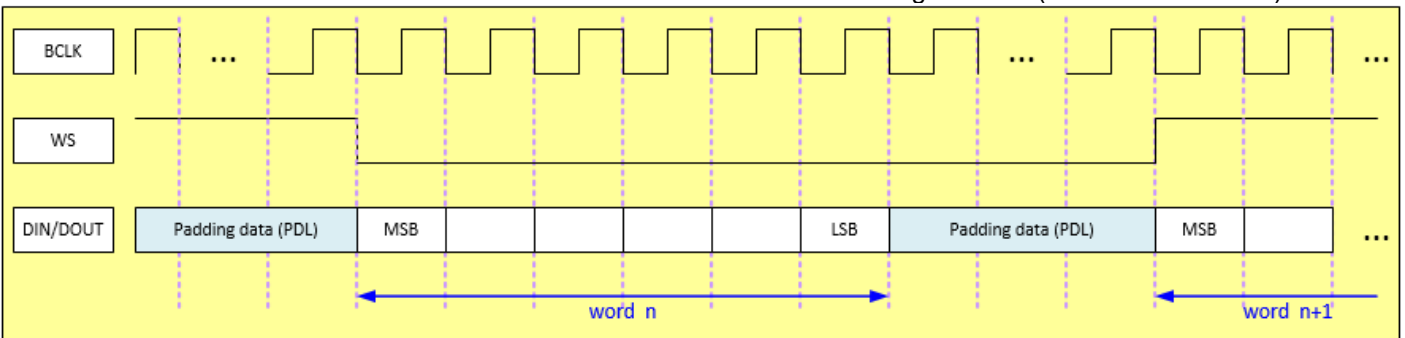 BCLK ... ... ...
WS
DIN/DOUT Padding data (PDL) MSB LSB Padding data (PDL) MSB ...
word n word n+1